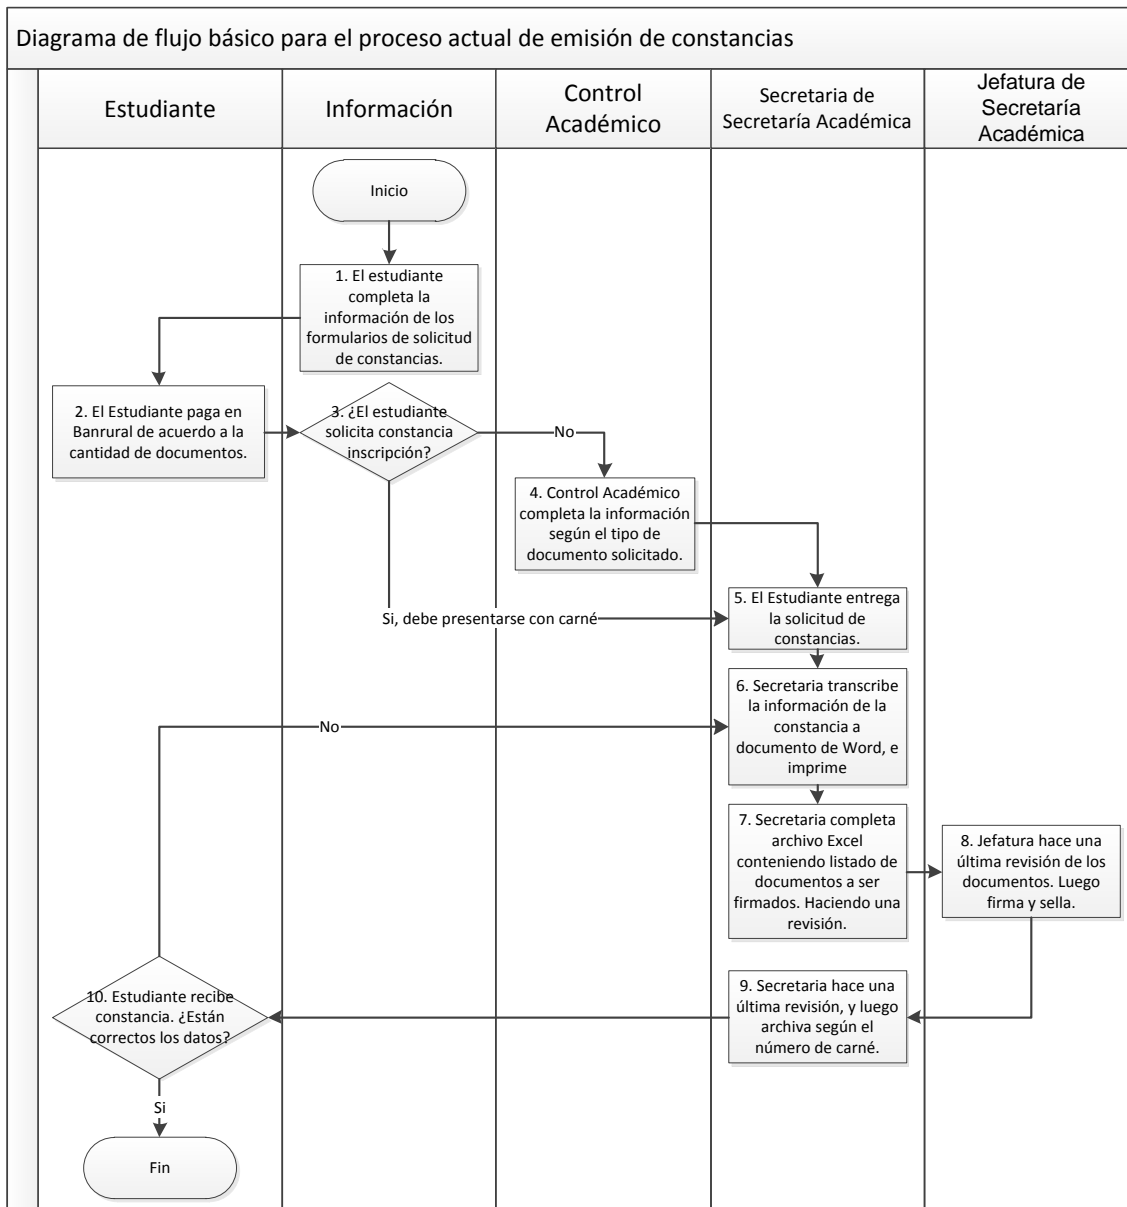 Diagrama de flujo básico para el proceso actual de emisión de constancias
Estudiante
Información
Control
Académico
Secretaria de
Secretaría Académica
Jefatura de
Secretaría
Académica
Inicio
1. El estudiante
completa la
información de los
formularios de solicitud
de constancias.
2. El Estudiante paga en
Banrural de acuerdo a la
cantidad de documentos.
3. ¿El estudiante
solicita constancia
inscripción?
No
4. Control Académico
completa la información
según el tipo de
documento solicitado.
Si, debe presentarse con carné
5. El Estudiante entrega
la solicitud de
constancias.
6. Secretaria transcribe
la información de la
constancia a
documento de Word, e
imprime
No
7. Secretaria completa
archivo Excel
conteniendo listado de
documentos a ser
firmados. Haciendo una
revisión.
8. Jefatura hace una
última revisión de los
documentos. Luego
firma y sella.
9. Secretaria hace una
última revisión, y luego
archiva según el
número de carné.
10. Estudiante recibe
constancia. ¿Están
correctos los datos?
Si
Fin